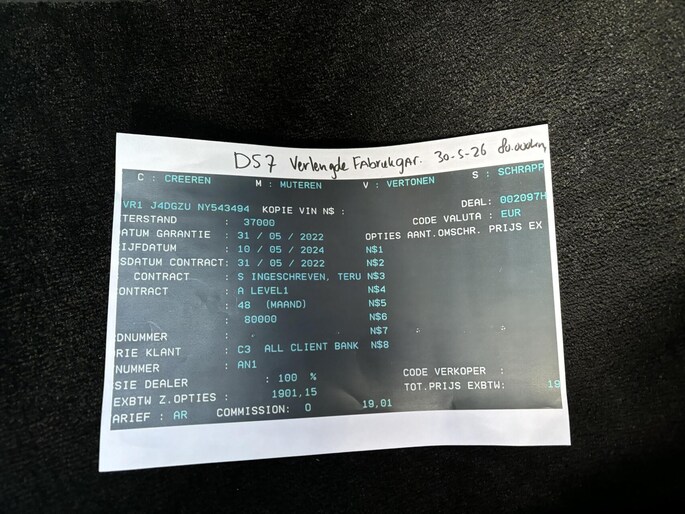 DS7 Verlengde Fabrieksgar. 30-5-26 80.000km
C : CREEREN M : MUTEREN V : VERTONEN S : SCHRAPP
VR1 J4DGZU NY543494 KOPIE VIN N$ : DEAL: 002097H
TERSTAND : 37000 CODE VALUTA : EUR
ATUM GARANTIE : 31 / 05 / 2022 OPTIES AANT.OMSCHR. PRIJS EX
IJFDATUM : 10 / 05 / 2024 N$1
SDATUM CONTRACT: 31 / 05 / 2022 N$2
CONTRACT : S INGESCHREVEN, TERU N$3
ONTRACT : A LEVEL1 N$4
: 48 (MAAND) N$5
: 80000 N$6
DNUMMER : N$7
RIE KLANT : C3 ALL CLIENT BANK N$8
NUMMER : AN1
SIE DEALER : 100 % CODE VERKOPER :
EXBTW Z.OPTIES : 1901,15 TOT.PRIJS EXBTW: 19
ARIEF : AR COMMISSION: O 19,01